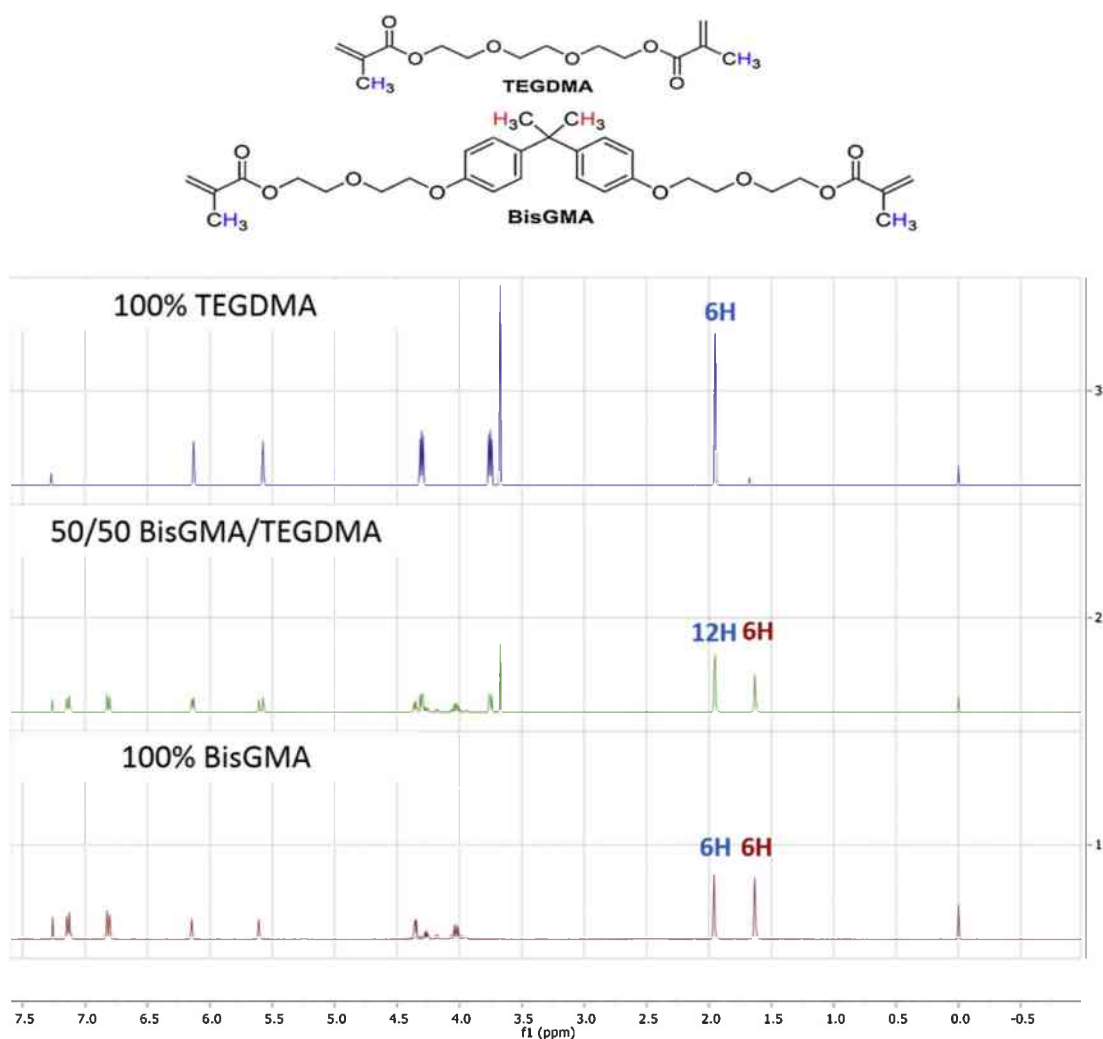 O
O
O
O
O
O
CH3
CH3
TEGDMA
H3C CH3
O
O
O
O
O
O
O
O
CH3
CH3
BisGMA
100% TEGDMA
6H
3
50/50 BisGMA/TEGDMA
2
12H 6H
100% BisGMA
6H 6H
1
7.5 7.0 6.5 6.0 5.5 5.0 4.5 4.0 3.5 3.0 2.5 2.0 1.5 1.0 0.5 0.0 -0.5
f1 (ppm)